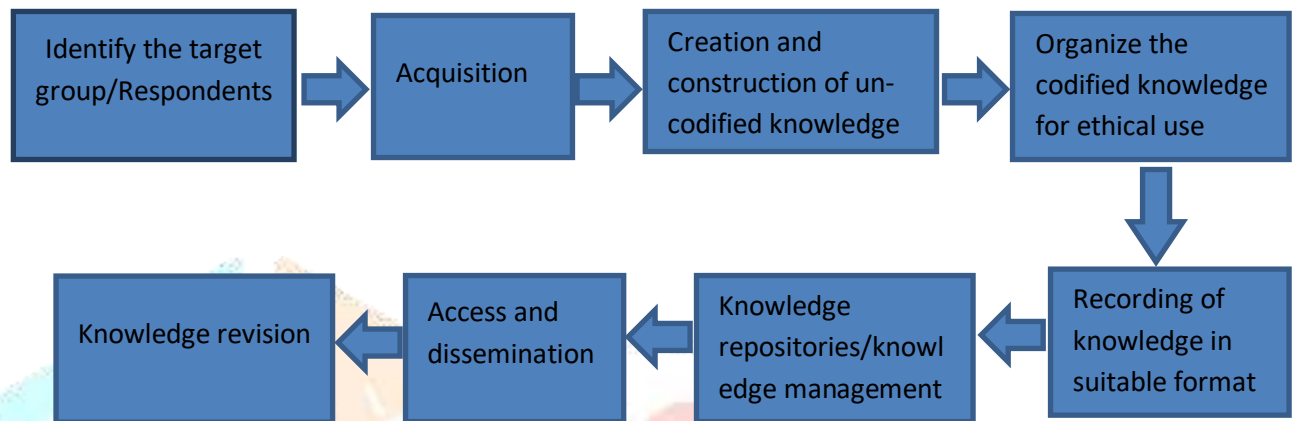 Identify the target
group/Respondents
Acquisition
Creation and
construction of un-
codified knowledge
Organize the
codified knowledge
for ethical use
Recording of
knowledge in
suitable format
Knowledge
repositories/knowl
edge management
Access and
dissemination
Knowledge revision